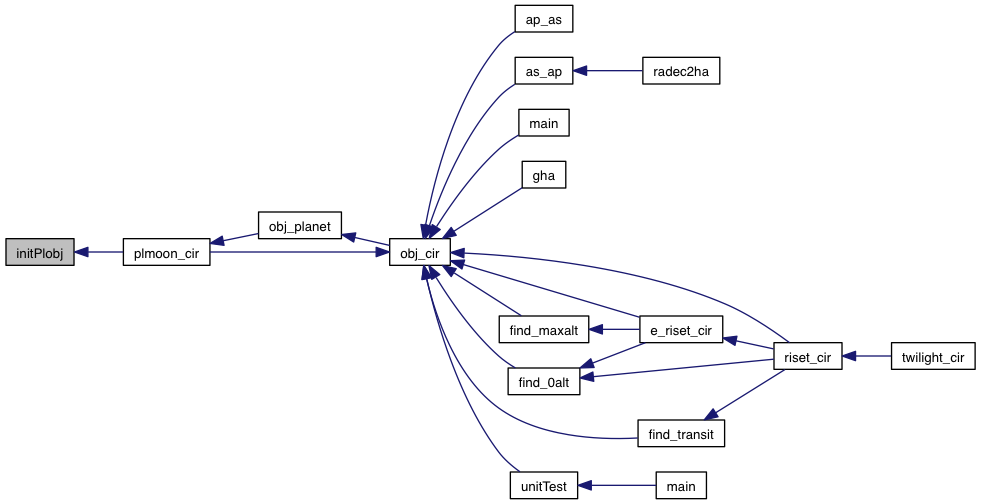 ap_as
as_ap
radec2ha
main
gha
obj_planet
initPlobj
plmoon_cir
obj_cir
find_maxalt
e_riset_cir
riset_cir
twilight_cir
find_0alt
find_transit
unitTest
main